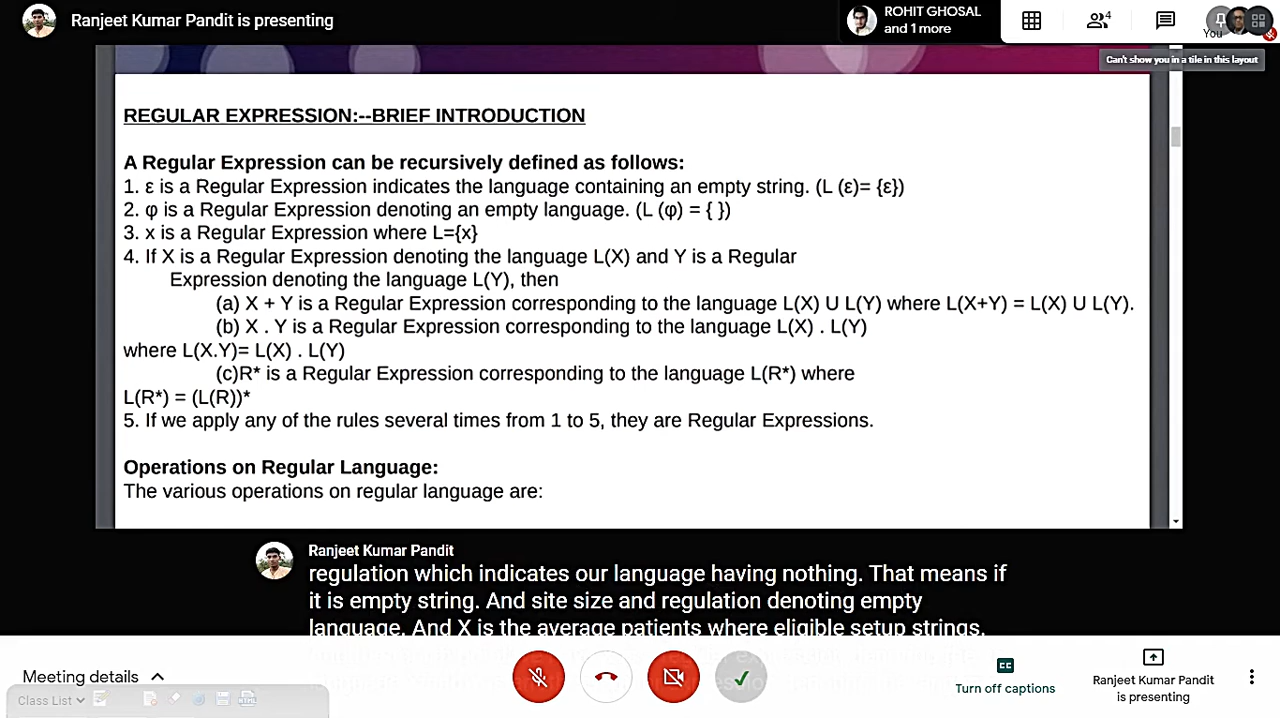 Ranjeet Kumar Pandit is presenting
ROHIT GHOSAL
and 1 more
4
You
Can't show you in a tile in this layout
REGULAR EXPRESSION:--BRIEF INTRODUCTION
A Regular Expression can be recursively defined as follows:
1. ε is a Regular Expression indicates the language containing an empty string. (L (ε)= {ε})
2. φ is a Regular Expression denoting an empty language. (L (φ) = { })
3. x is a Regular Expression where L={x}
4. If X is a Regular Expression denoting the language L(X) and Y is a Regular
Expression denoting the language L(Y), then
(a) X + Y is a Regular Expression corresponding to the language L(X) U L(Y) where L(X+Y) = L(X) U L(Y).
(b) X . Y is a Regular Expression corresponding to the language L(X) . L(Y)
where L(X.Y)= L(X) . L(Y)
(c)R* is a Regular Expression corresponding to the language L(R*) where
L(R*) = (L(R))*
5. If we apply any of the rules several times from 1 to 5, they are Regular Expressions.
Operations on Regular Language:
The various operations on regular language are:
Ranjeet Kumar Pandit
regulation which indicates our language having nothing. That means if
it is empty string. And site size and regulation denoting empty
language. And X is the average patients where eligible setup strings.
Meeting details
Class List
CC
Turn off captions
Ranjeet Kumar Pandit
is presenting